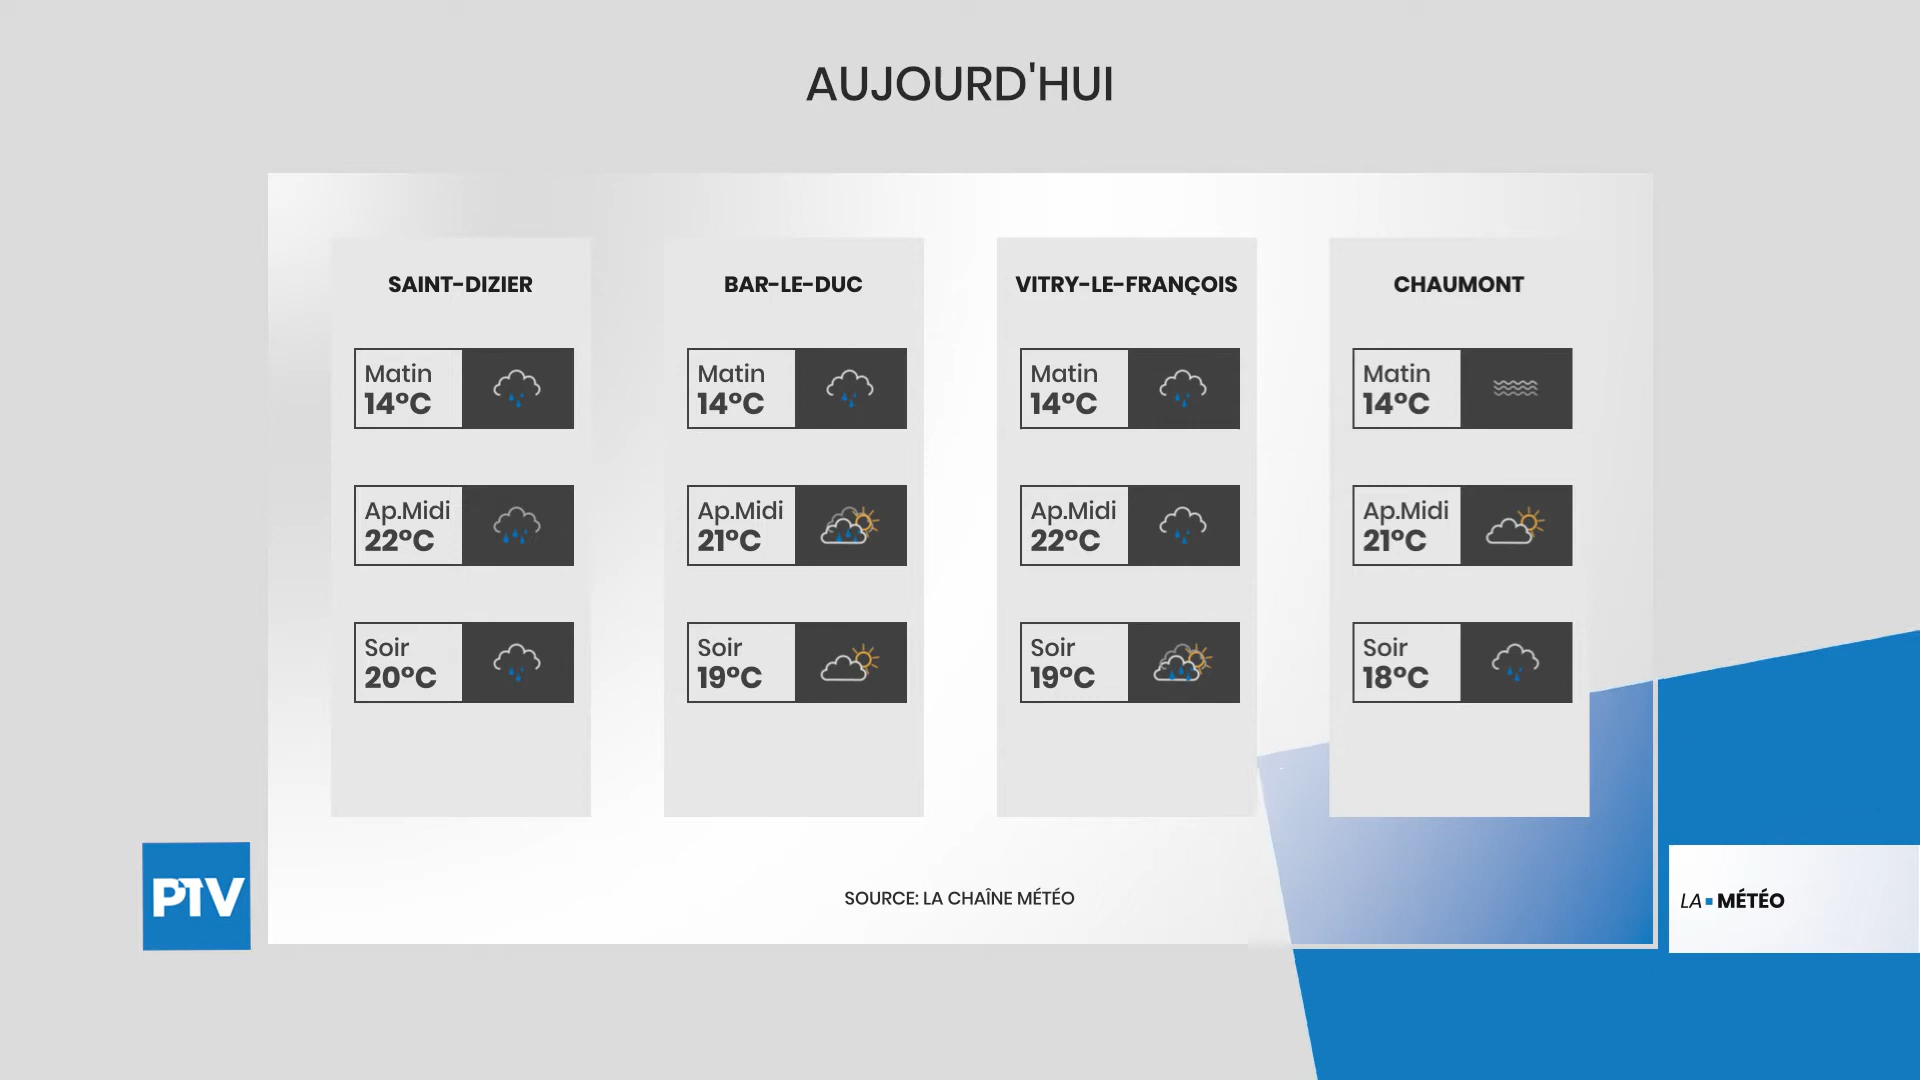 AUJOURD'HUI
SAINT-DIZIER
Matin
14°C
Ap.Midi
22°C
Soir
20°C
BAR-LE-DUC
Matin
14°C
Ap.Midi
21°C
Soir
19°C
VITRY-LE-FRANÇOIS
Matin
14°C
Ap.Midi
22°C
Soir
19°C
CHAUMONT
Matin
14°C
Ap.Midi
21°C
Soir
18°C
PTV
SOURCE: LA CHAÎNE MÉTÉO
LA MÉTÉO